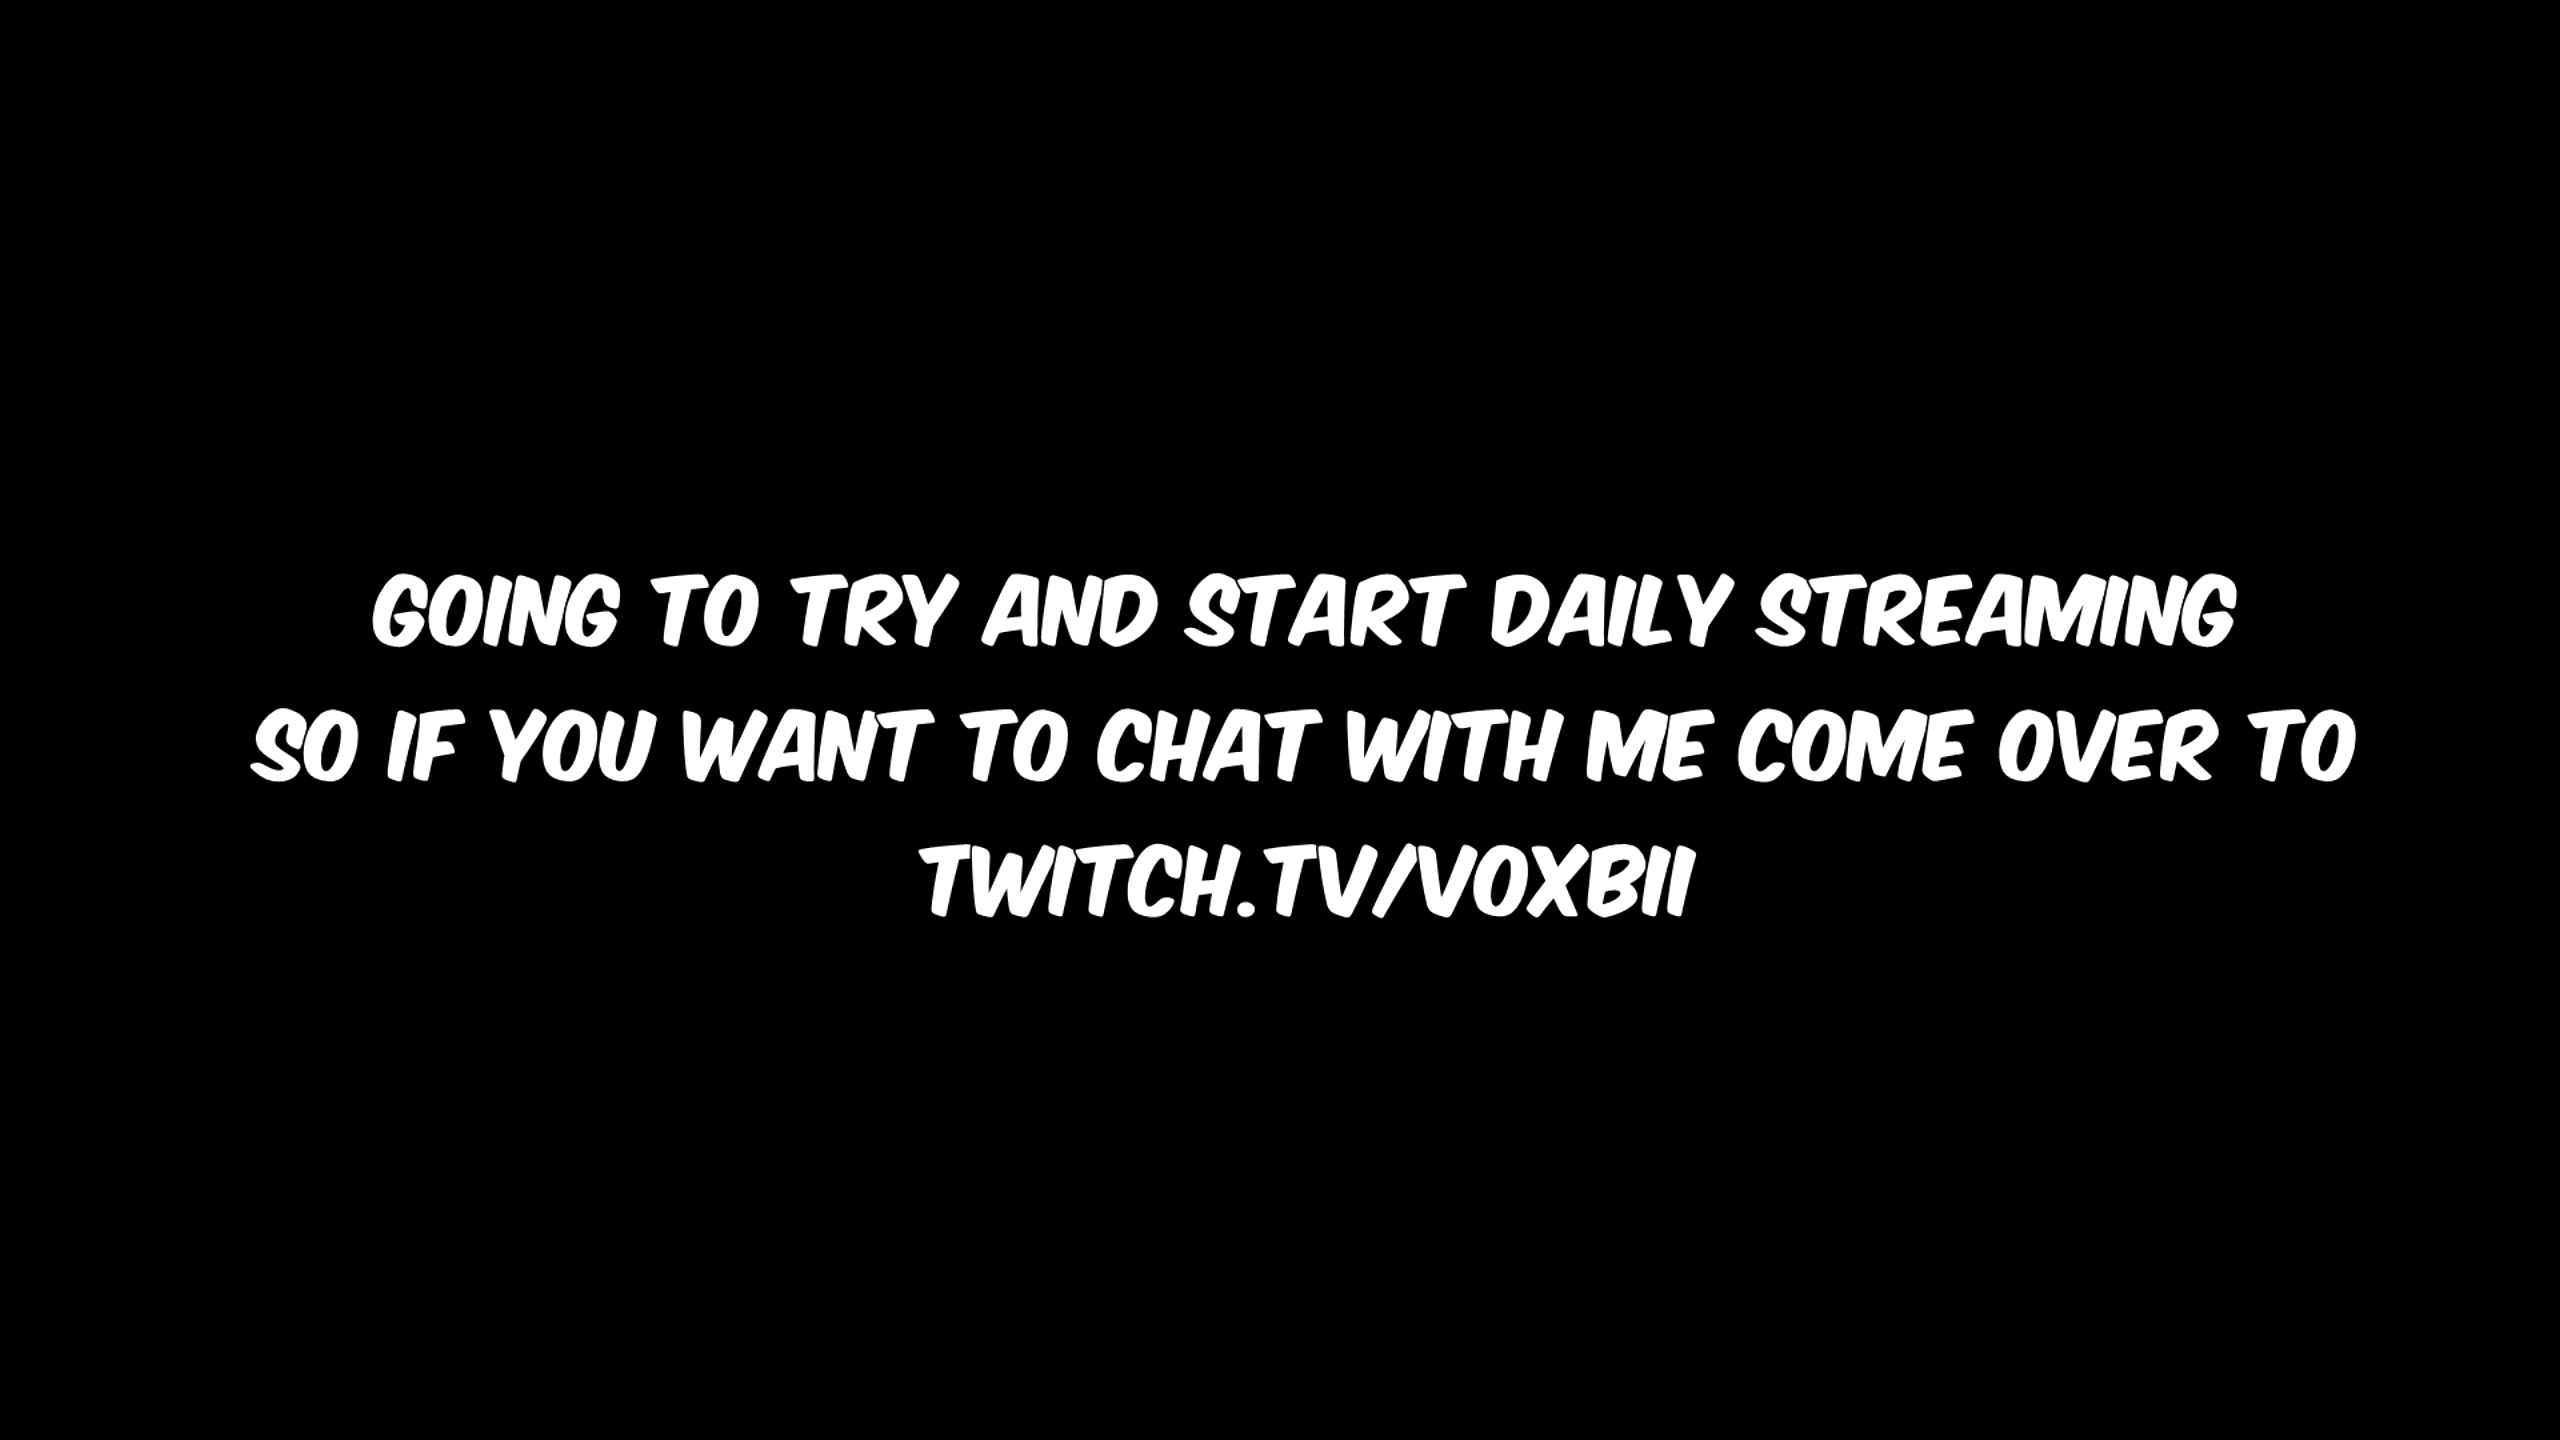 GOING TO TRY AND START DAILY STREAMING
SO IF YOU WANT TO CHAT WITH ME COME OVER TO
TWITCH.TV/VOXBII